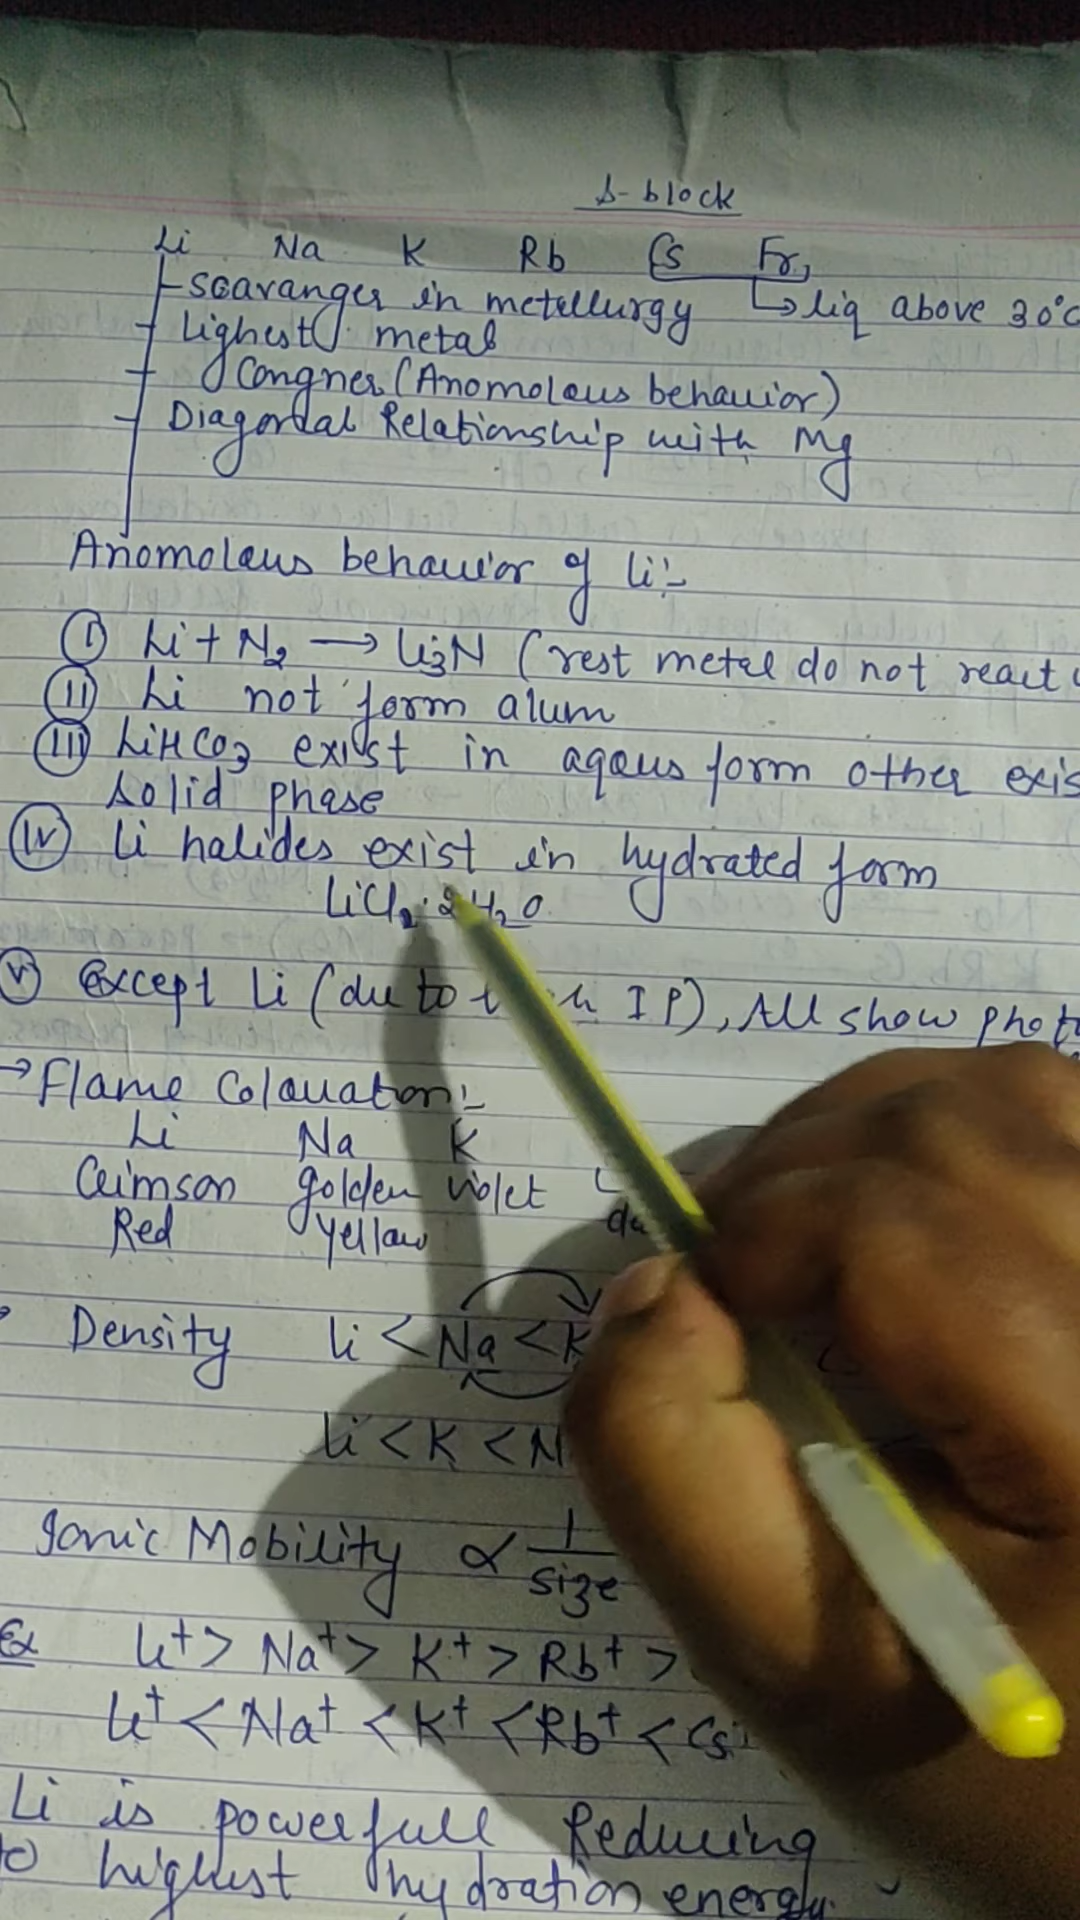 s-block
Li Na K Rb Cs Fr,
scavanger in metellurgy ↳ liq above 30°C
Lighest metal
Congner (Anomolous behavior)
Diagonal Relationship with Mg
Anomolaus behavior of Li:-
(I) Li + N₂ → Li₃N (rest metal do not react
(II) Li not form alum
(III) LiHCO₃ exist in aqeus form other exis
solid phase
(IV) Li halides exist in hydrated form
LiCl₂·2H₂O
(V) Except Li (due to IP), All show phot
→ Flame Colouration:-
Li Na K
Crimson golden violet
Red yellow
Density Li < Na < K
Li < K < N
Ionic Mobility ∝ 1/size
Ex Li⁺ > Na⁺ > K⁺ > Rb⁺ >
Li⁺ < Na⁺ < K⁺ < Rb⁺ < Cs
Li is powerfull Reducing
highest hydration energy